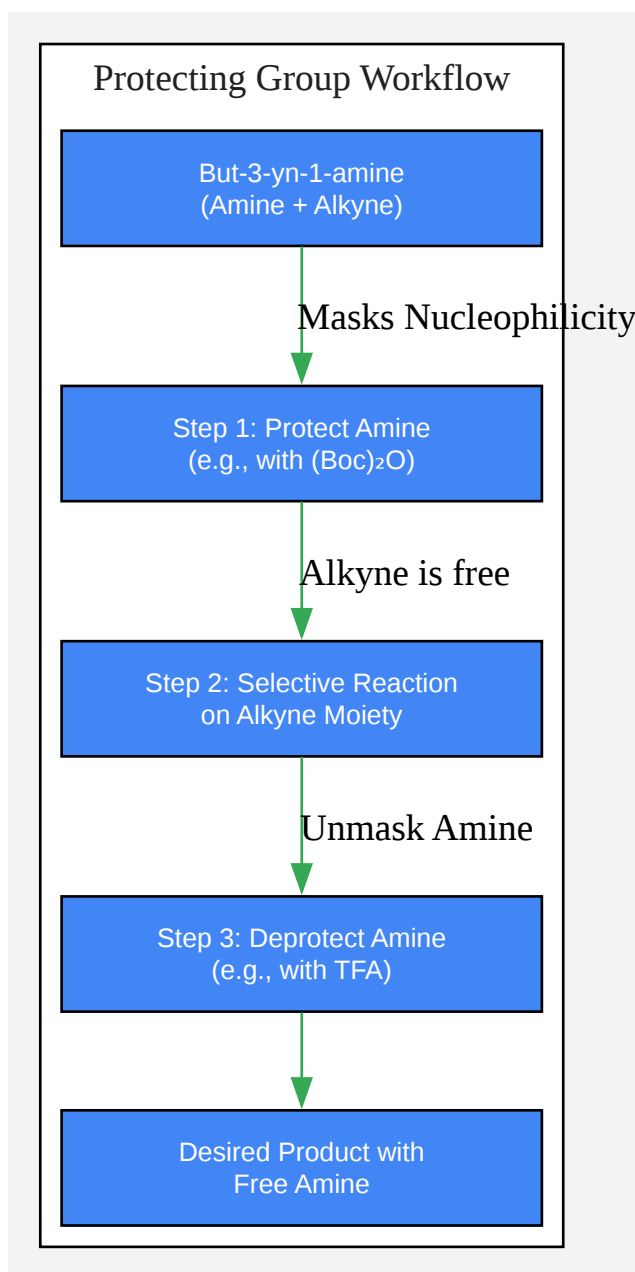 Protecting Group Workflow
But-3-yn-1-amine
(Amine + Alkyne)
Masks Nucleophilicity
Step 1: Protect Amine
(e.g., with (Boc)₂O)
Alkyne is free
Step 2: Selective Reaction
on Alkyne Moiety
Unmask Amine
Step 3: Deprotect Amine
(e.g., with TFA)
Desired Product with
Free Amine